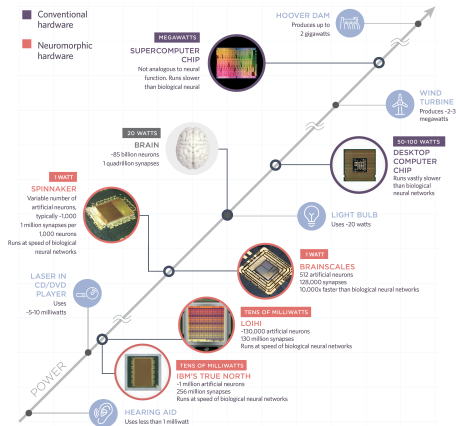 Conventional
hardware
Neuromorphic
hardware
HOOVER DAM
Produces up to
2 gigawatts
MEGAWATTS
SUPERCOMPUTER
CHIP
Not analogous to neural
function. Runs slower
than biological neural
WIND
TURBINE
Produces ~2-3
megawatts
20 WATTS
BRAIN
~85 billion neurons
1 quadrillion synapses
50-100 WATTS
DESKTOP
COMPUTER
CHIP
Runs vastly slower
than biological
neural networks
1 WATT
SPINNAKER
Variable number of
artificial neurons,
typically ~1,000
1 million synapses per
1,000 neurons
Runs at speed of biological
neural networks
LIGHT BULB
Uses ~20 watts
1 WATT
BRAINSCALES
512 artificial neurons
128,000 synapses
10,000x faster than biological neural networks
LASER IN
CD/DVD
PLAYER
Uses
~5-10 milliwatts
TENS OF MILLIWATTS
LOIHI
~130,000 artificial neurons
130 million synapses
Runs at speed of biological neural networks
POWER
TENS OF MILLIWATTS
IBM'S TRUE NORTH
~1 million artificial neurons
256 million synapses
Runs at speed of biological neural networks
HEARING AID
Uses less than 1 milliwatt